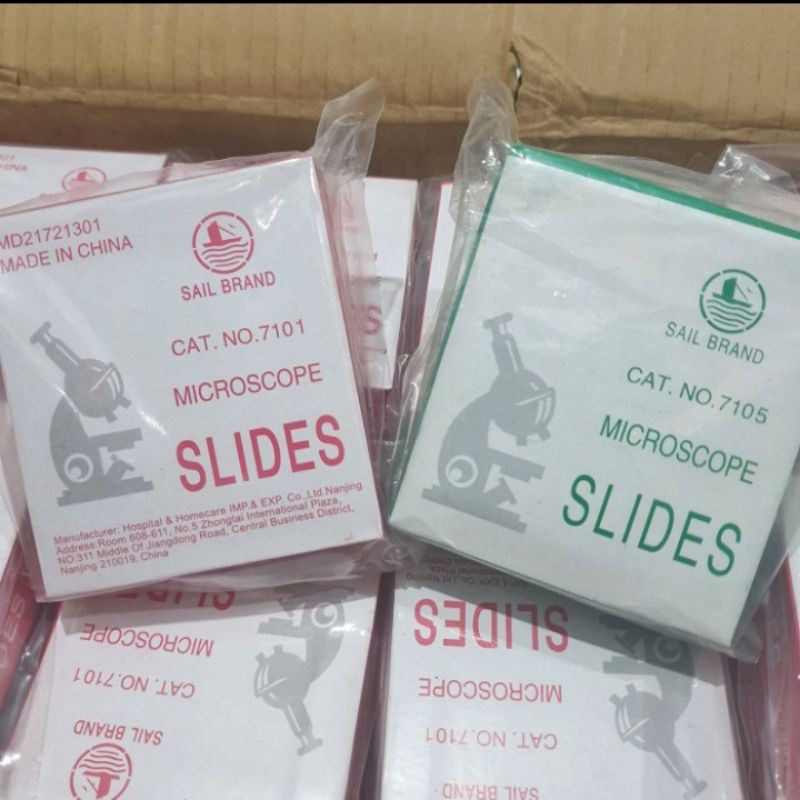 MD21721301
MADE IN CHINA
SAIL BRAND
CAT. NO.7101
MICROSCOPE
SLIDES
Manufacturer: Hospital & Homecare IMP.& EXP. Co.,Ltd.Nanjing
Address:Room 608-611, No.5 Zhongtai International Plaza,
NO.311 Middle Of Jiangdong Road, Central Business District,
Nanjing 210019, China
SAIL BRAND
CAT. NO.7105
MICROSCOPE
SLIDES
SLIDES
MICROSCOPE
CAT. NO.7101
SAIL BRAND
SLIDES
MICROSCOPE
CAT. NO.7101
SAIL BRAND